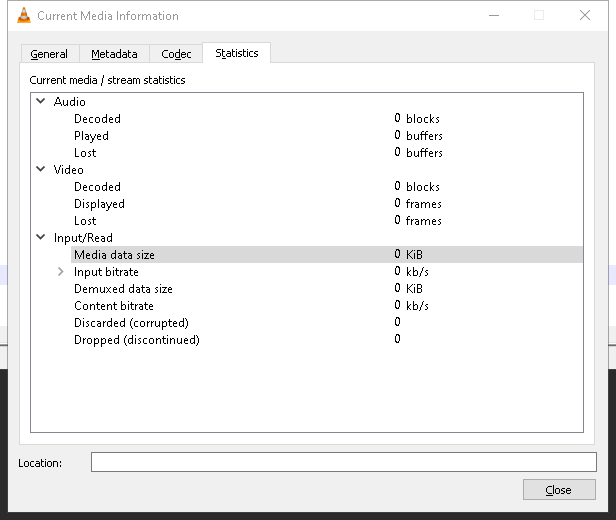 Current Media Information
General Metadata Codec Statistics
Current media / stream statistics
Audio
Decoded 0 blocks
Played 0 buffers
Lost 0 buffers
Video
Decoded 0 blocks
Displayed 0 frames
Lost 0 frames
Input/Read
Media data size 0 KiB
Input bitrate 0 kb/s
Demuxed data size 0 KiB
Content bitrate 0 kb/s
Discarded (corrupted) 0
Dropped (discontinued) 0
Location:
Close